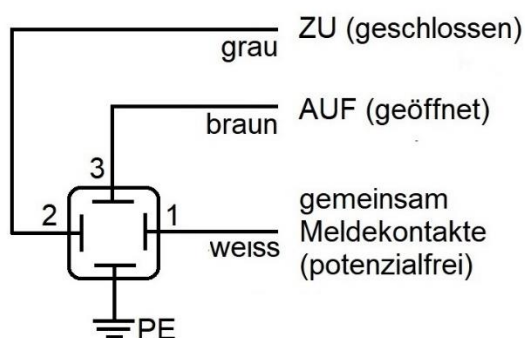 ZU (geschlossen)
grau
AUF (geöffnet)
braun
3
2
1
gemeinsam
Meldekontakte
(potenzialfrei)
weiss
PE